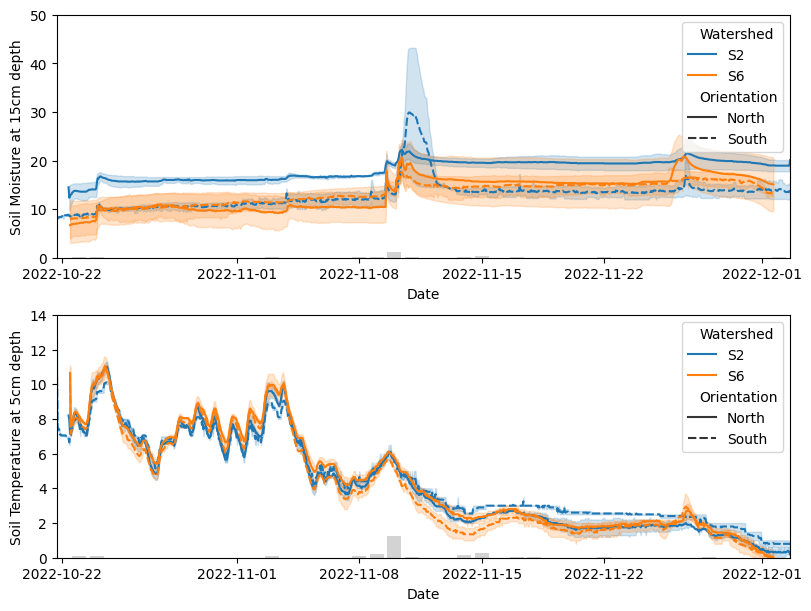 Soil Moisture at 15cm depth
50
40
30
20
10
0
Watershed
S2
S6
Orientation
North
South
2022-10-22
2022-11-01
2022-11-08
2022-11-15
2022-11-22
2022-12-01
Date
Soil Temperature at 5cm depth
14
12
10
8
6
4
2
0
Watershed
S2
S6
Orientation
North
South
2022-10-22
2022-11-01
2022-11-08
2022-11-15
2022-11-22
2022-12-01
Date